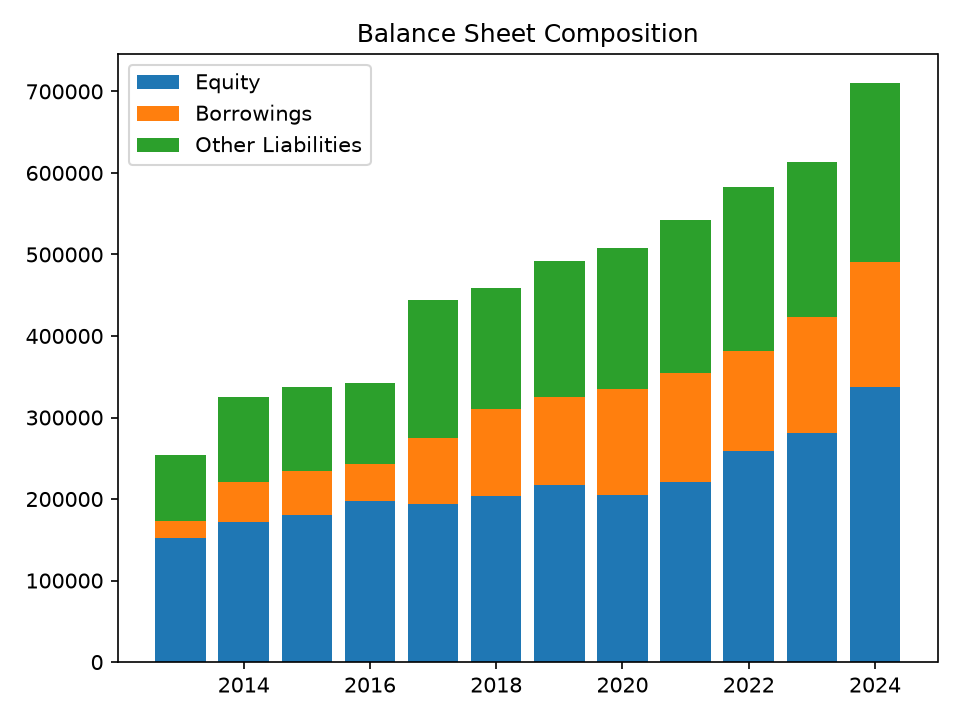 Balance Sheet Composition
Equity
Borrowings
Other Liabilities
700000
600000
500000
400000
300000
200000
100000
0
2014 2016 2018 2020 2022 2024